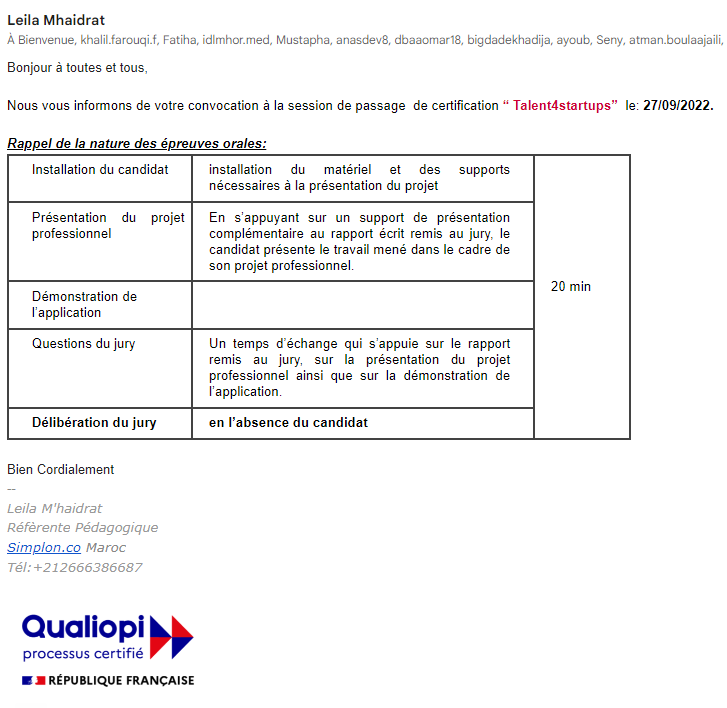 Leila Mhaidrat
À Bienvenue, khalil.farouqi.f, Fatiha, idlmhor.med, Mustapha, anasdev8, dbaaomar18, bigdadekhadija, ayoub, Seny, atman.boulaajaili,
Bonjour à toutes et tous,
Nous vous informons de votre convocation à la session de passage de certification “ Talent4startups” le: 27/09/2022.
Rappel de la nature des épreuves orales:
Installation du candidat
installation du matériel et des supports
nécessaires à la présentation du projet
Présentation du projet
professionnel
En s’appuyant sur un support de présentation
complémentaire au rapport écrit remis au jury, le
candidat présente le travail mené dans le cadre de
son projet professionnel.
Démonstration de
l’application
Questions du jury
Un temps d’échange qui s’appuie sur le rapport
remis au jury, sur la présentation du projet
professionnel ainsi que sur la démonstration de
l’application.
Délibération du jury
en l’absence du candidat
20 min
Bien Cordialement
--
Leila M'haidrat
Réfèrente Pédagogique
Simplon.co Maroc
Tél:+212666386687
Qualiopi
processus certifié
RÉPUBLIQUE FRANÇAISE